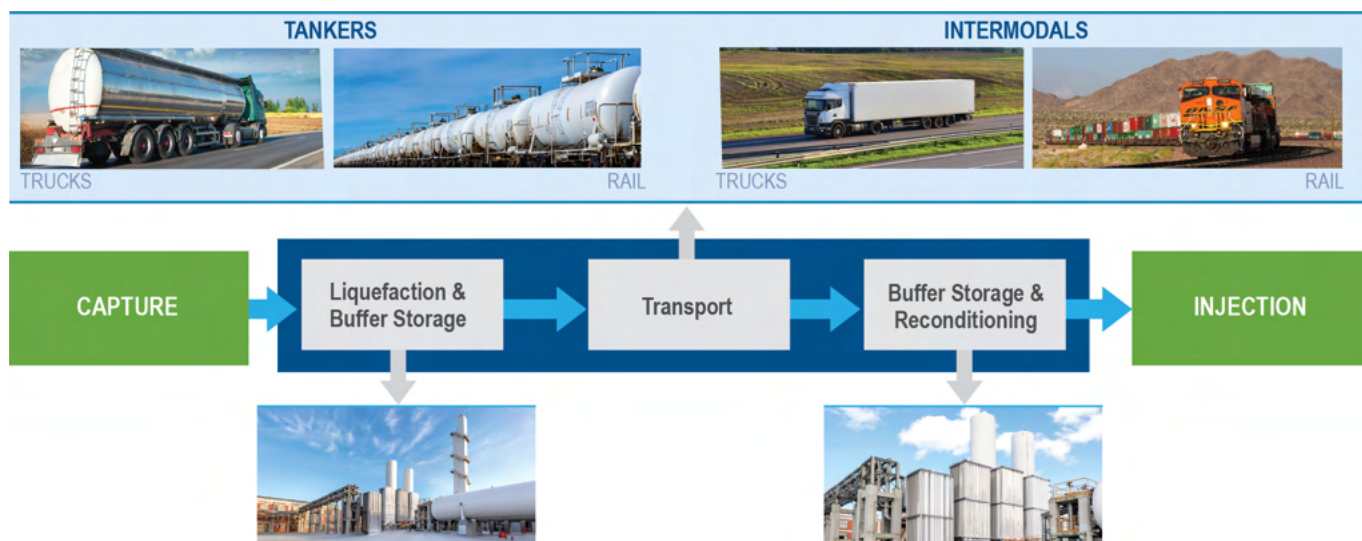 TANKERS
INTERMODALS
TRUCKS
RAIL
TRUCKS
RAIL
CAPTURE
Liquefaction &
Buffer Storage
Transport
Buffer Storage &
Reconditioning
INJECTION